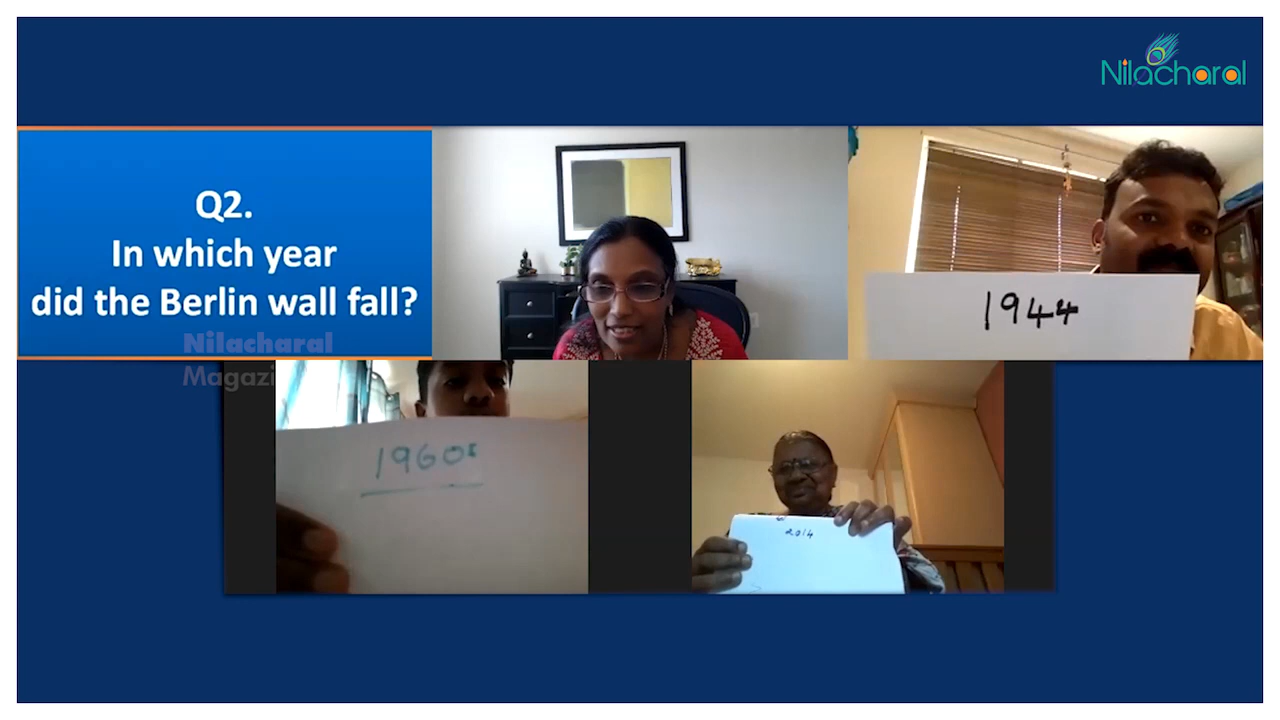 Nilacharal
Q2.
In which year
did the Berlin wall fall?
Nilacharal
Magazi
1944
1960s
2014